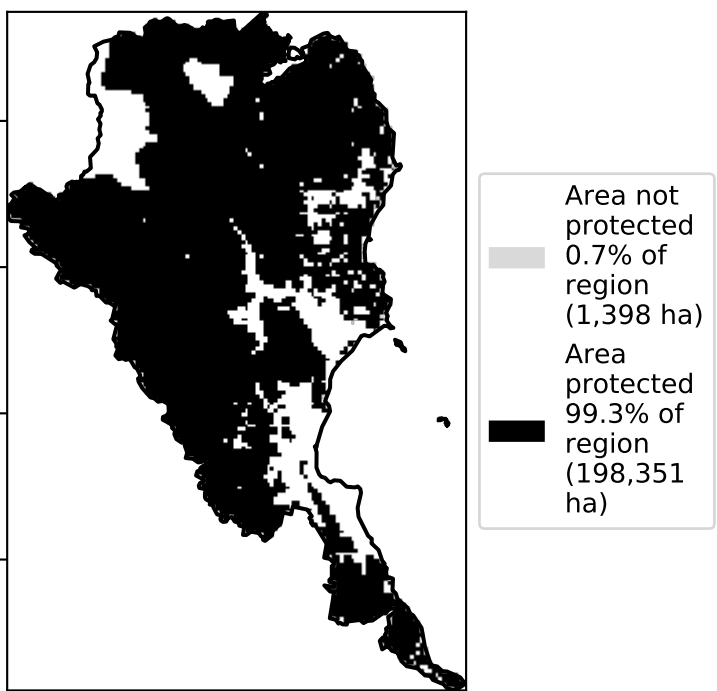 Area not
protected
0.7% of
region
(1,398 ha)
Area
protected
99.3% of
region
(198,351
ha)